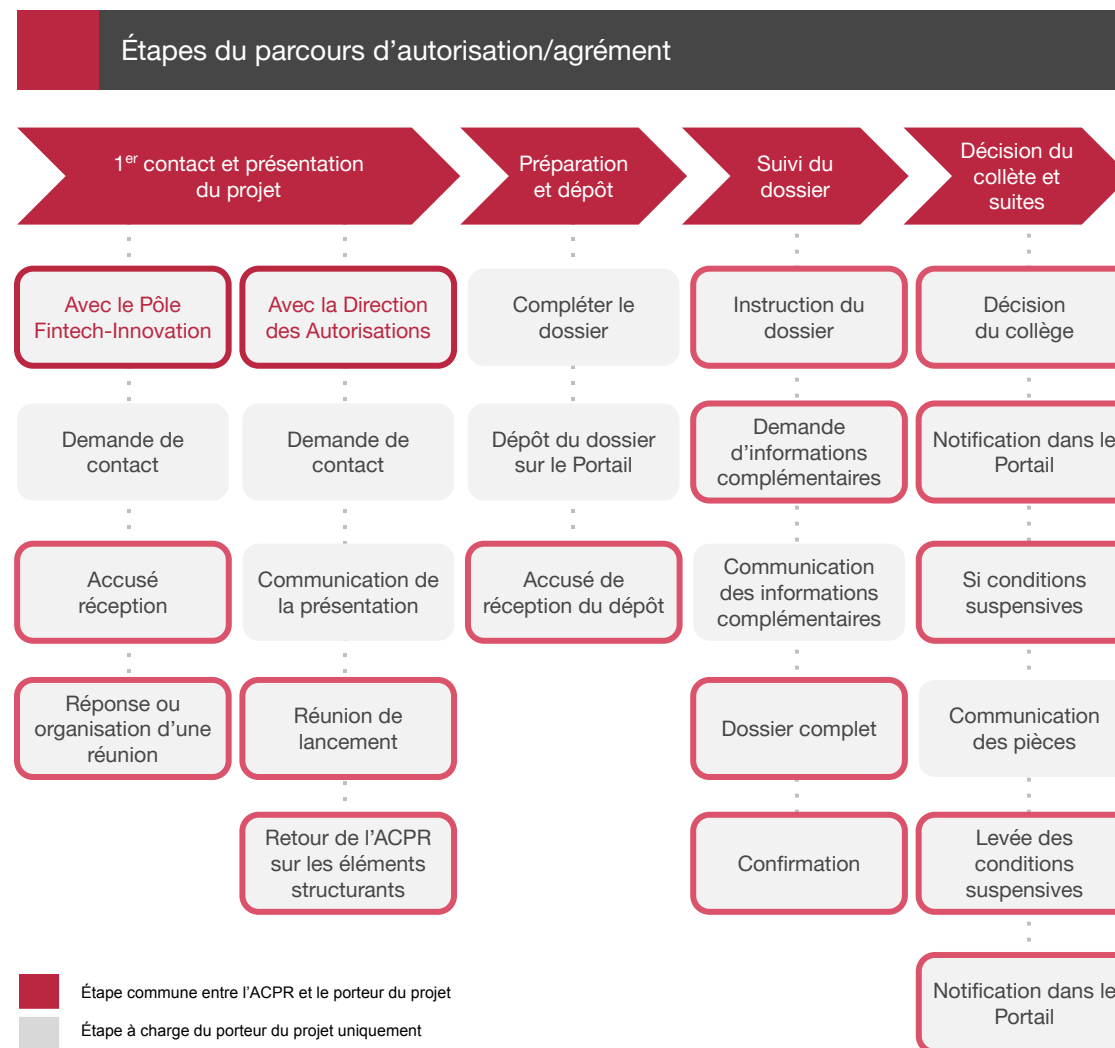 Étapes du parcours d'autorisation/agrément
1er contact et présentation
du projet
Préparation
et dépôt
Suivi du
dossier
Décision du
collète et
suites
Avec le Pôle
Fintech-Innovation
Demande de
contact
Accusé
réception
Réponse ou
organisation d'une
réunion
Avec la Direction
des Autorisations
Demande de
contact
Communication de
la présentation
Réunion de
lancement
Retour de l'ACPR
sur les éléments
structurants
Compléter le
dossier
Dépôt du dossier
sur le Portail
Accusé de
réception du dépôt
Instruction du
dossier
Demande
d'informations
complémentaires
Communication
des informations
complémentaires
Dossier complet
Confirmation
Décision
du collège
Notification dans le
Portail
Si conditions
suspensives
Communication
des pièces
Levée des
conditions
suspensives
Notification dans le
Portail
Étape commune entre l'ACPR et le porteur du projet
Étape à charge du porteur du projet uniquement